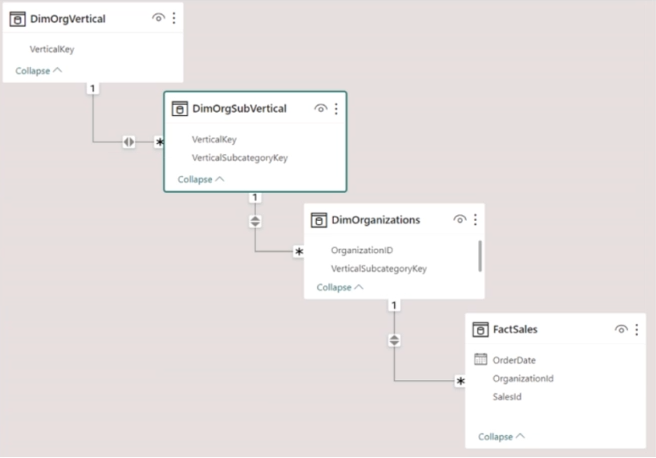 DimOrgVertical
VerticalKey
Collapse
1
*
DimOrgSubVertical
VerticalKey
VerticalSubcategoryKey
Collapse
1
*
DimOrganizations
OrganizationID
VerticalSubcategoryKey
Collapse
1
*
FactSales
OrderDate
OrganizationId
SalesId
Collapse